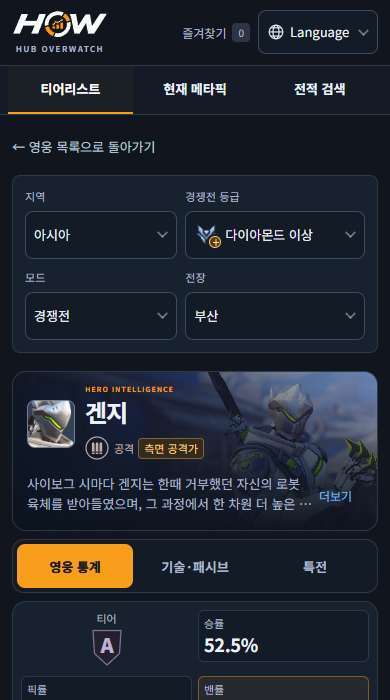 HOW
HUB OVERWATCH
즐겨찾기 0
Language
티어리스트 현재 메타픽 전적 검색
← 영웅 목록으로 돌아가기
지역 경쟁전 등급
아시아 다이아몬드 이상
모드 전장
경쟁전 부산
HERO INTELLIGENCE
겐지
공격 측면 공격가
사이보그 시마다 겐지는 한때 거부했던 자신의 로봇
육체를 받아들였으며, 그 과정에서 한 차원 더 높은 …
더보기
영웅 통계 기술·패시브 특전
티어 승률
A 52.5%
픽률 밴률